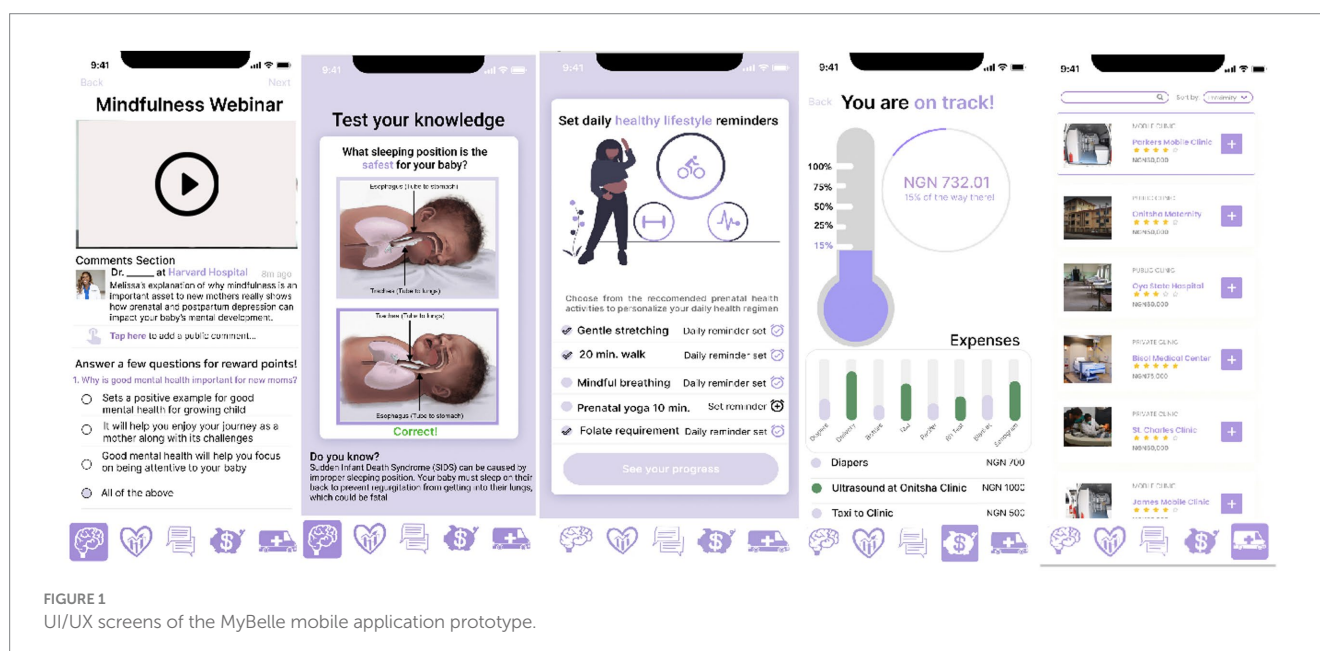 9:41
Back
Next
Mindfulness Webinar
Comments Section
Dr. _____ at Harvard Hospital 8m ago
Melissa's explanation of why mindfulness is an
important asset to new mothers really shows
how prenatal and postpartum depression can
impact your baby's mental development.
Tap here to add a public comment...
Answer a few questions for reward points!
1. Why is good mental health important for new moms?
Sets a positive example for good
mental health for growing child
It will help you enjoy your journey as a
mother along with its challenges
Good mental health will help you focus
on being attentive to your baby
All of the above
9:41
Test your knowledge
What sleeping position is the
safest for your baby?
Esophagus (Tube to stomach)
Trachea (Tube to lungs)
Trachea (Tube to lungs)
Esophagus (Tube to stomach)
Correct!
Do you know?
Sudden Infant Death Syndrome (SIDS) can be caused by
improper sleeping position. Your baby must sleep on their
back to prevent regurgitation from getting into their lungs,
which could be fatal
9:41
Set daily healthy lifestyle reminders
Choose from the reccomended prenatal health
activities to personalize your daily health regimen
Gentle stretching Daily reminder set
20 min. walk Daily reminder set
Mindful breathing Daily reminder set
Prenatal yoga 10 min. Set reminder
Folate requirement Daily reminder set
See your progress
9:41
Back
You are on track!
100%
75%
50%
25%
15%
NGN 732.01
15% of the way there!
Expenses
Diapers
Delivery
Diapers NGN 700
Ultrasound at Onitsha Clinic NGN 1000
Taxi to Clinic NGN 500
9:41
Sort by
MOBILE CLINIC
Parkers Mobile Clinic
NGN50,000
PUBLIC CLINIC
Onitsha Maternity
NGN50,000
PUBLIC CLINIC
Oyo State Hospital
NGN50,000
PRIVATE CLINIC
Bisol Medical Center
NGN75,000
PRIVATE CLINIC
St. Charles Clinic
NGN50,000
MOBILE CLINIC
James Mobile Clinic
FIGURE 1
UI/UX screens of the MyBelle mobile application prototype.